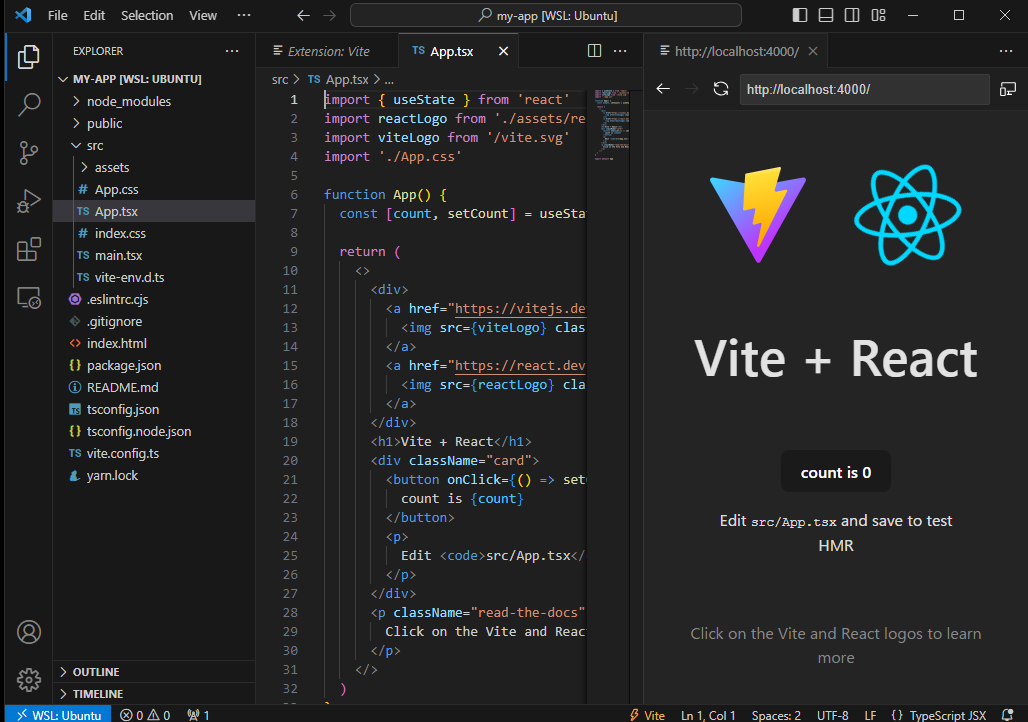 File Edit Selection View ··· my-app [WSL: Ubuntu]
EXPLORER ···
MY-APP [WSL: UBUNTU]
node_modules
public
src
assets
# App.css
TS App.tsx
# index.css
TS main.tsx
TS vite-env.d.ts
.eslintrc.cjs
.gitignore
<> index.html
{} package.json
README.md
TS tsconfig.json
{} tsconfig.node.json
TS vite.config.ts
yarn.lock
OUTLINE
TIMELINE
Extension: Vite
TS App.tsx
···
src > TS App.tsx > ...
1 import { useState } from 'react'
2 import reactLogo from './assets/re
3 import viteLogo from '/vite.svg'
4 import './App.css'
5
6 function App() {
7 const [count, setCount] = useSta
8
9 return (
10 <>
11 <div>
12 <a href="https://vitejs.de
13 <img src={viteLogo} clas
14 </a>
15 <a href="https://react.dev
16 <img src={reactLogo} cla
17 </a>
18 </div>
19 <h1>Vite + React</h1>
20 <div className="card">
21 <button onClick={() => set
22 count is {count}
23 </button>
24 <p>
25 Edit <code>src/App.tsx</
26 </p>
27 </div>
28 <p className="read-the-docs"
29 Click on the Vite and Reac
30 </p>
31 </>
32 )
http://localhost:4000/
···
http://localhost:4000/
Vite + React
count is 0
Edit src/App.tsx and save to test
HMR
Click on the Vite and React logos to learn
more
WSL: Ubuntu 0 0 1 Vite Ln 1, Col 1 Spaces: 2 UTF-8 LF {} TypeScript JSX